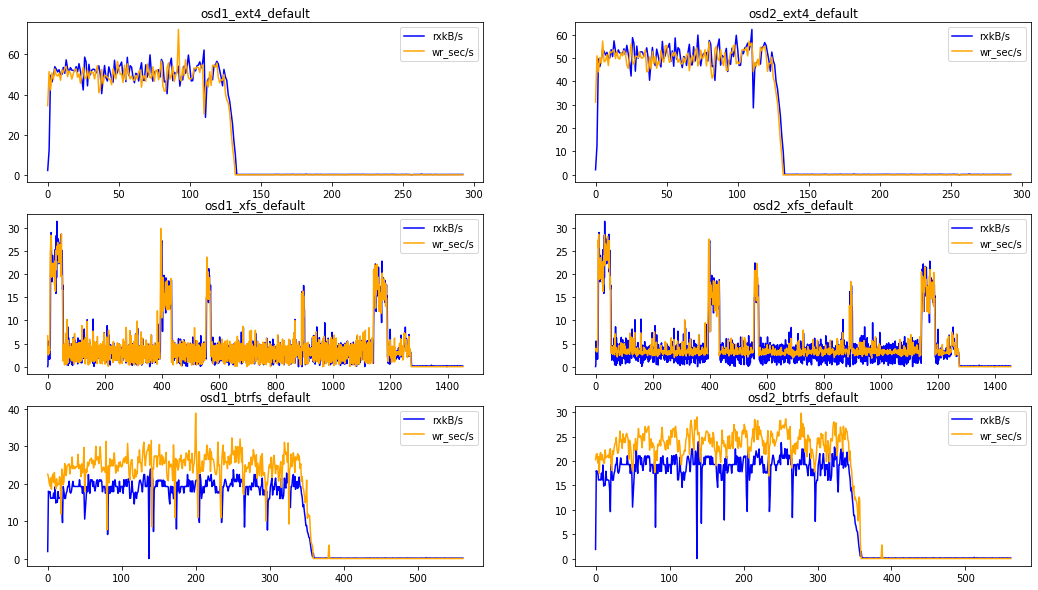 osd1_ext4_default
osd2_ext4_default
rxkB/s
wr_sec/s
60
40
20
0
0 50 100 150 200 250 300
rxkB/s
wr_sec/s
60
50
40
30
20
10
0
0 50 100 150 200 250 300
osd1_xfs_default
osd2_xfs_default
rxkB/s
wr_sec/s
30
25
20
15
10
5
0
0 200 400 600 800 1000 1200 1400
rxkB/s
wr_sec/s
30
25
20
15
10
5
0
0 200 400 600 800 1000 1200 1400
osd1_btrfs_default
osd2_btrfs_default
rxkB/s
wr_sec/s
40
30
20
10
0
0 100 200 300 400 500
rxkB/s
wr_sec/s
30
25
20
15
10
5
0
0 100 200 300 400 500